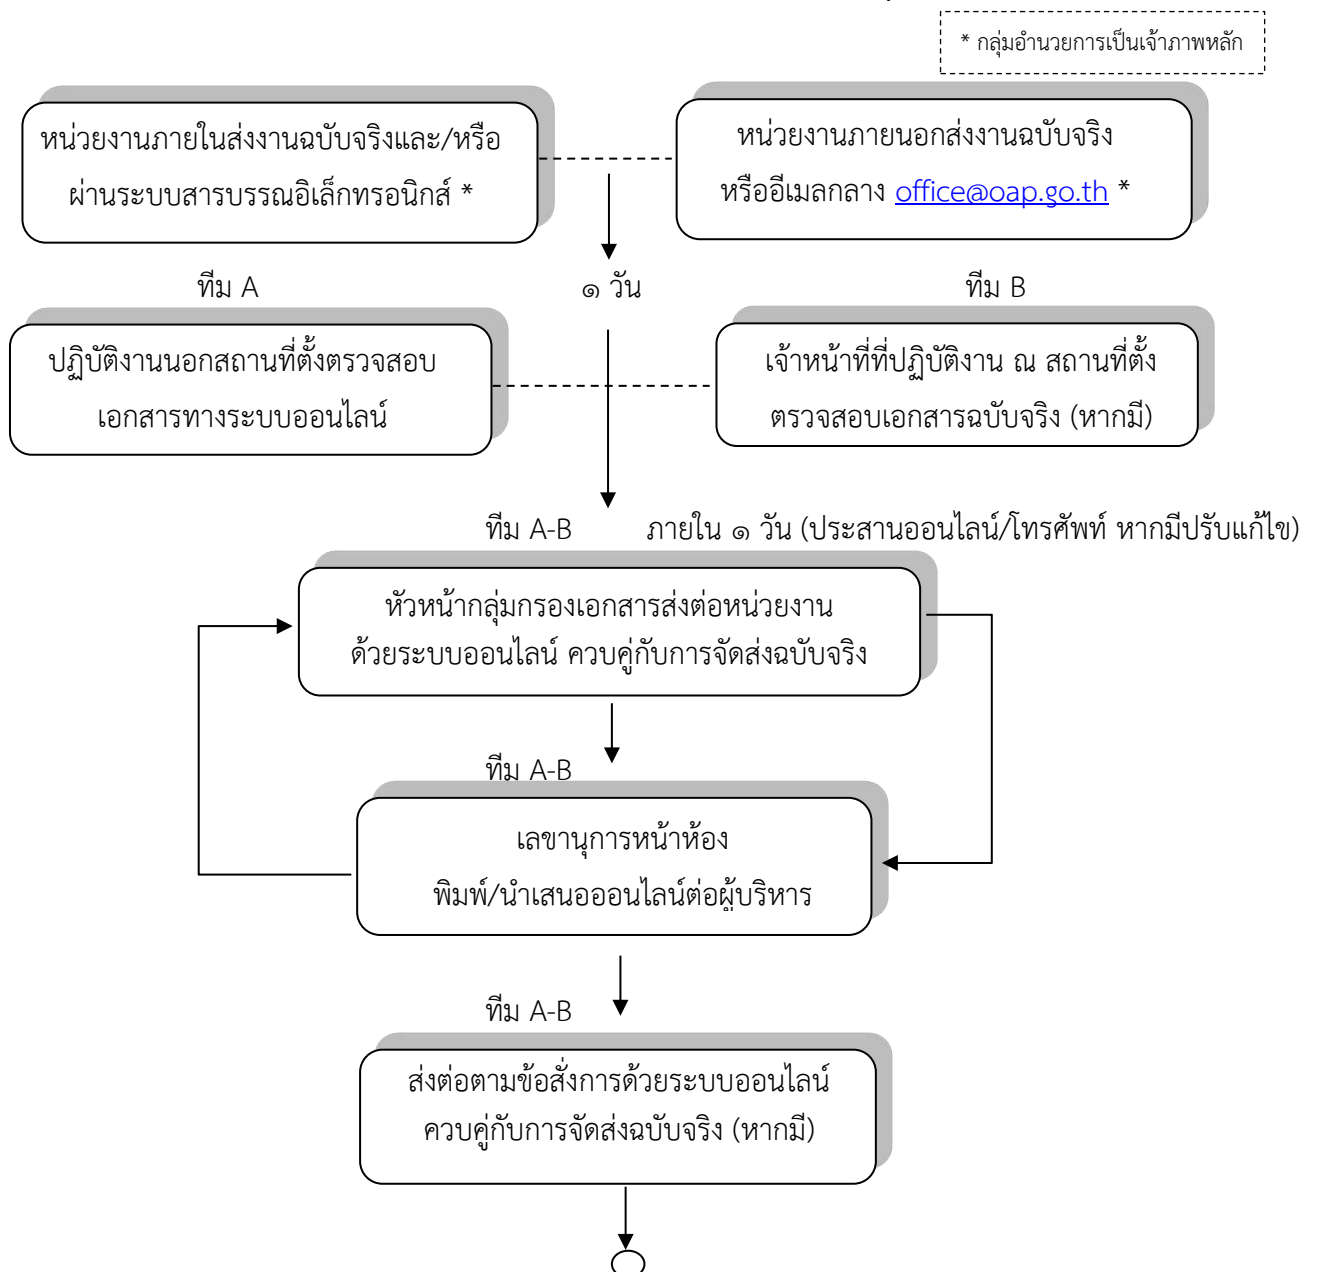 * กลุ่มอำนวยการเป็นเจ้าภาพหลัก
หน่วยงานภายในส่งงานฉบับจริงและ/หรือ
ผ่านระบบสารบรรณอิเล็กทรอนิกส์ *
หน่วยงานภายนอกส่งงานฉบับจริง
หรืออีเมลกลาง office@oap.go.th *
ทีม A
๑ วัน
ทีม B
ปฏิบัติงานนอกสถานที่ตั้งตรวจสอบ
เอกสารทางระบบออนไลน์
เจ้าหน้าที่ที่ปฏิบัติงาน ณ สถานที่ตั้ง
ตรวจสอบเอกสารฉบับจริง (หากมี)
ทีม A-B ภายใน ๑ วัน (ประสานออนไลน์/โทรศัพท์ หากมีปรับแก้ไข)
หัวหน้ากลุ่มกรองเอกสารส่งต่อหน่วยงาน
ด้วยระบบออนไลน์ ควบคู่กับการจัดส่งฉบับจริง
ทีม A-B
เลขานุการหน้าห้อง
พิมพ์/นำเสนอออนไลน์ต่อผู้บริหาร
ทีม A-B
ส่งต่อตามข้อสั่งการด้วยระบบออนไลน์
ควบคู่กับการจัดส่งฉบับจริง (หากมี)